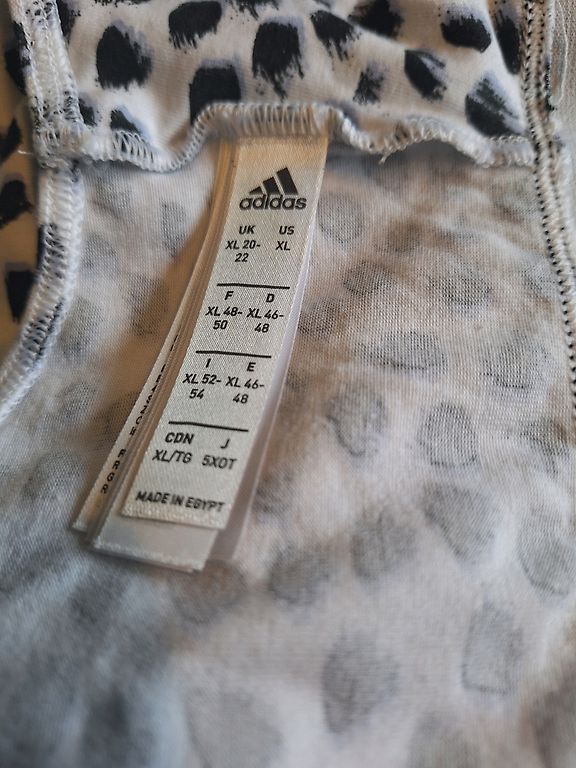 adidas
UK US
XL 20- XL
22
F D
XL 48- XL 46-
50 48
I E
XL 52- XL 46-
54 48
CDN J
XL/TG 5XOT
MADE IN EGYPT